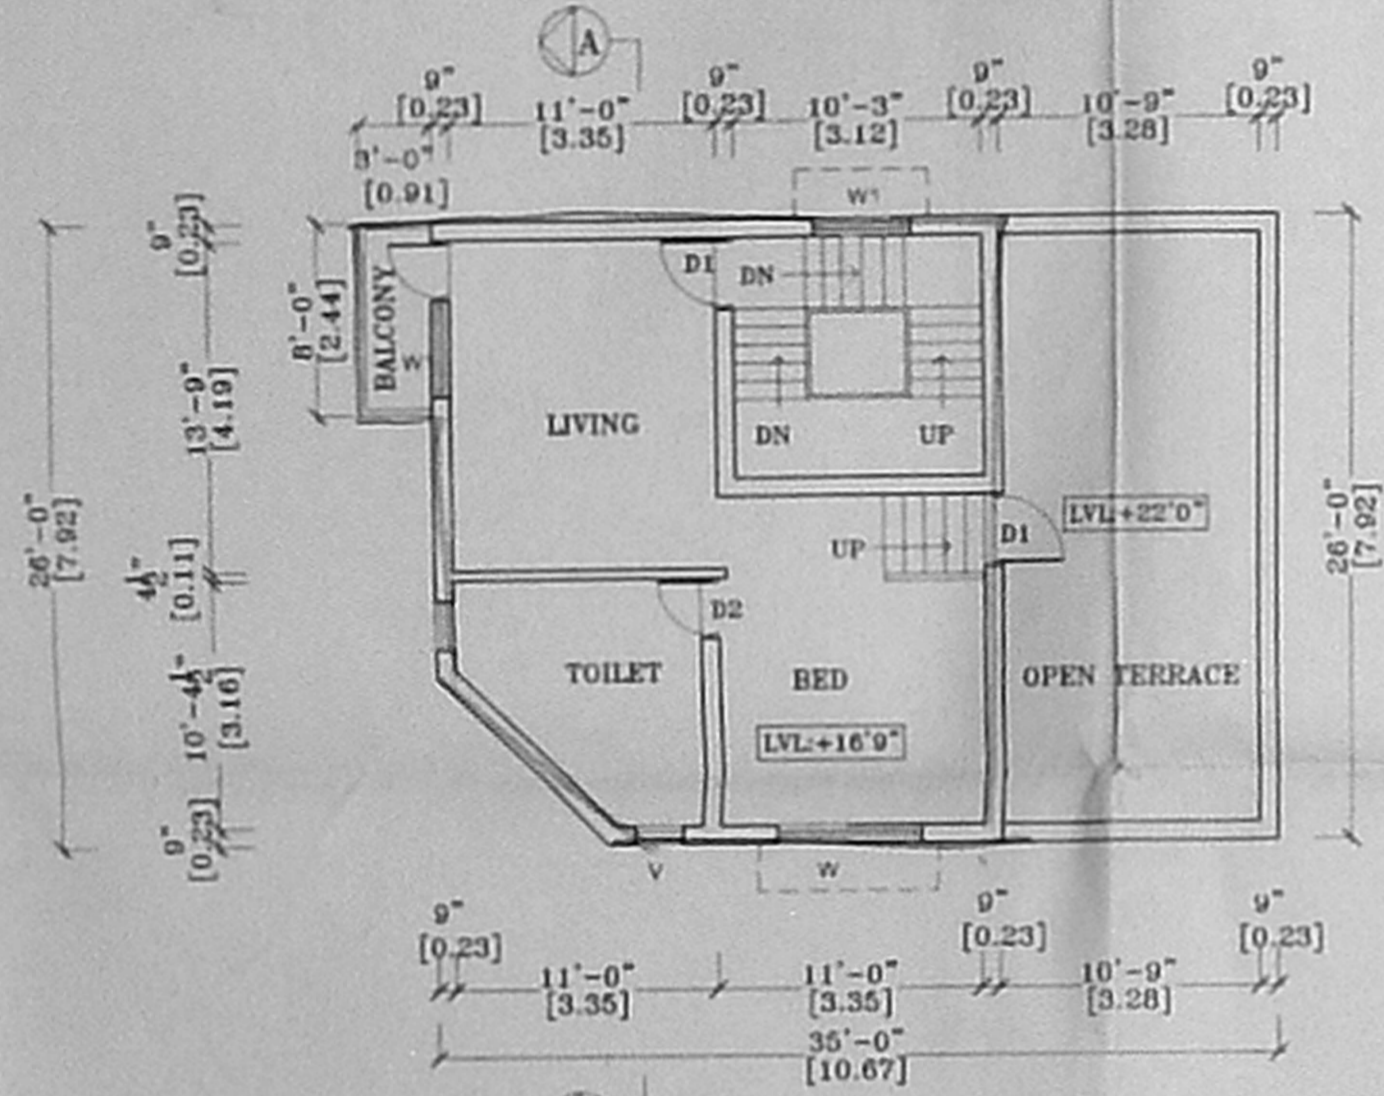 A
9"
[0.23]
11'-0"
[3.35]
9"
[0.23]
10'-3"
[3.12]
9"
[0.23]
10'-9"
[3.28]
9"
[0.23]
3'-0"
[0.91]
W1
9"
[0.23]
26'-0"
[7.92]
8'-0"
[2.44]
BALCONY
W
D1
DN
13'-9"
[4.19]
LIVING
DN
UP
LVL:+22'0"
26'-0"
[7.92]
UP
D1
4½"
[0.11]
D2
TOILET
BED
OPEN TERRACE
10'-4½"
[3.16]
LVL:+16'9"
9"
[0.23]
V
W
9"
[0.23]
9"
[0.23]
9"
[0.23]
11'-0"
[3.35]
11'-0"
[3.35]
10'-9"
[3.28]
35'-0"
[10.67]